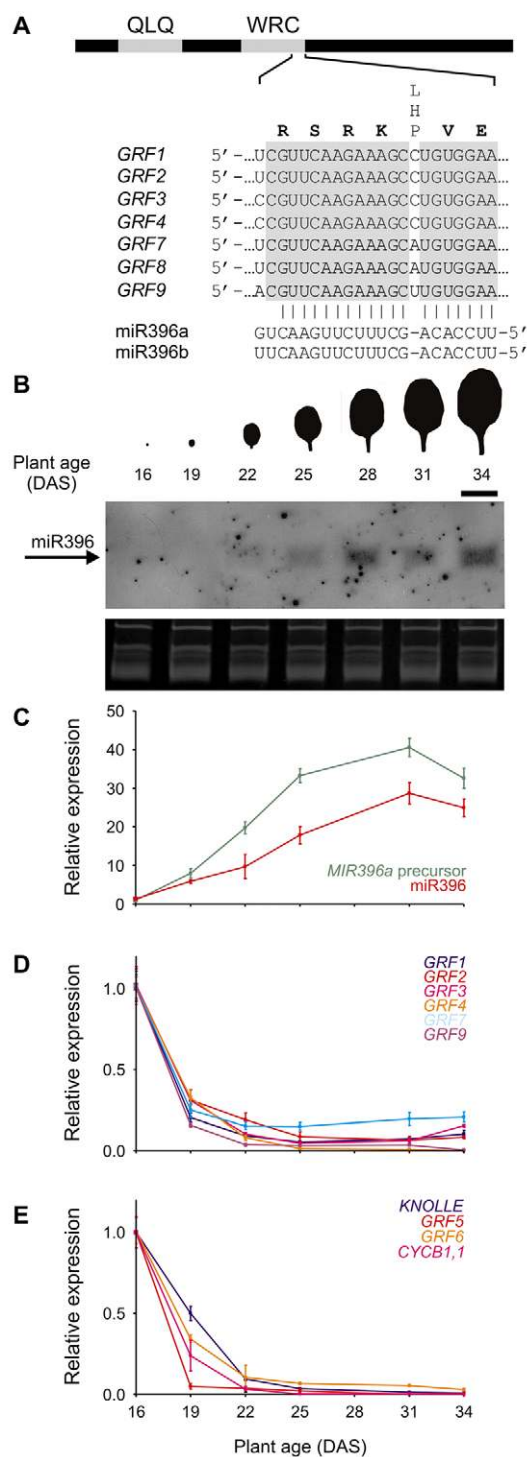 A
QLQ WRC
L
H
R S R K P V E
GRF1 5′ -…UCGUUCAAGAAAGCCUGUGGAA…
GRF2 5′ -…UCGUUCAAGAAAGCCUGUGGAA…
GRF3 5′ -…CCGUUCAAGAAAGCCUGUGGAA…
GRF4 5′ -…CCGUUCAAGAAAGCCUGUGGAA…
GRF7 5′ -…UCGUUCAAGAAAGCAUGUGGAA…
GRF8 5′ -…UCGUUCAAGAAAGCAUGUGGAA…
GRF9 5′ -…ACGUUCAAGAAAGCUUGUGGAA…
miR396a GUCAAGUUCUUUCG-ACACCUU-5′
miR396b UUCAAGUUCUUUCG-ACACCUU-5′
B
Plant age
(DAS)
16 19 22 25 28 31 34
miR396
C
Relative expression
50
40
30
20
10
0
MIR396a precursor
miR396
D
Relative expression
1.0
0.5
0.0
GRF1
GRF2
GRF3
GRF4
GRF7
GRF9
E
Relative expression
1.0
0.5
0.0
KNOLLE
GRF5
GRF6
CYCB1,1
16 19 22 25 28 31 34
Plant age (DAS)